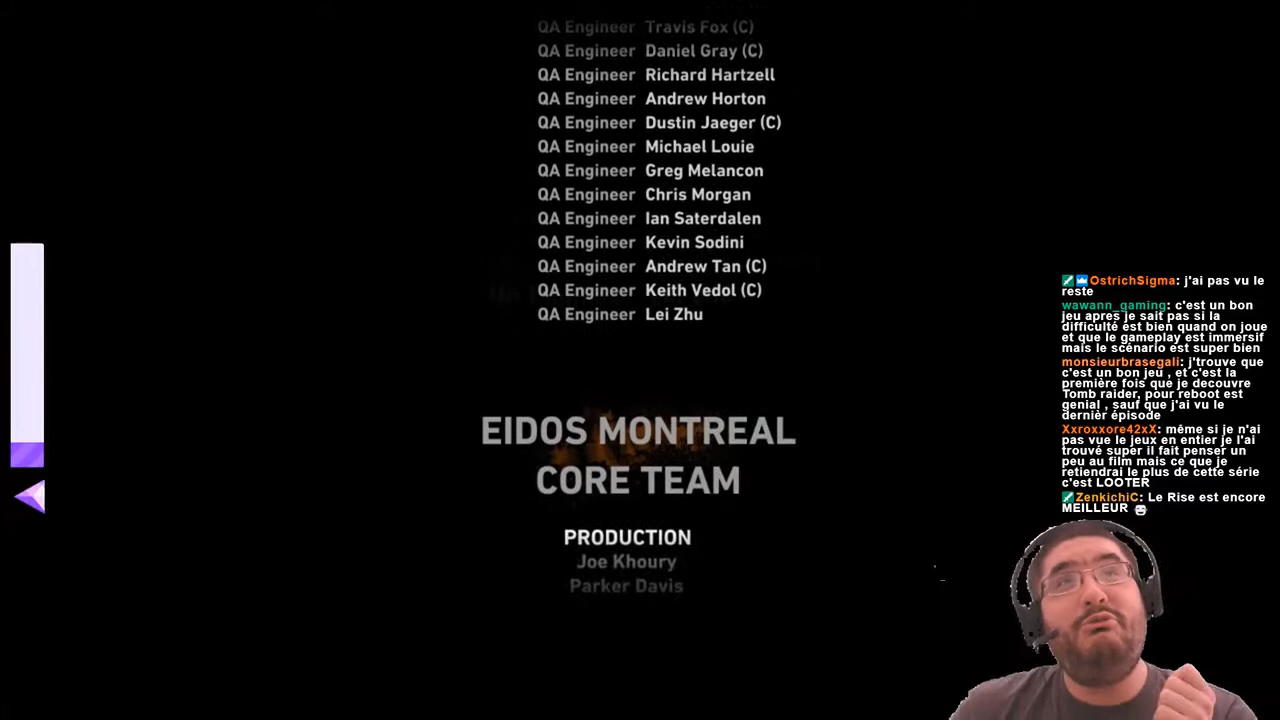 QA Engineer Travis Fox (C)
QA Engineer Daniel Gray (C)
QA Engineer Richard Hartzell
QA Engineer Andrew Horton
QA Engineer Dustin Jaeger (C)
QA Engineer Michael Louie
QA Engineer Greg Melancon
QA Engineer Chris Morgan
QA Engineer Ian Saterdalen
QA Engineer Kevin Sodini
QA Engineer Andrew Tan (C)
QA Engineer Keith Vedol (C)
QA Engineer Lei Zhu
EIDOS MONTREAL
CORE TEAM
PRODUCTION
Joe Khoury
Parker Davis
OstrichSigma: j'ai pas vu le
reste
wawann_gaming: c'est un bon
jeu apres je sait pas si la
difficulté est bien quand on joue
et que le gameplay est immersif
mais le scénario est super bien
monsieurbrasegali: j'trouve que
c'est un bon jeu , et c'est la
première fois que je decouvre
Tomb raider, pour reboot est
genial , sauf que j'ai vu le
dernier épisode
Xxroxxore42xX: même si je n'ai
pas vue le jeux en entier je l'ai
trouvé super il fait penser un
peu au film mais ce que je
retiendrai le plus de cette série
c'est LOOTER
ZenkichiC: Le Rise est encore
MEILLEUR